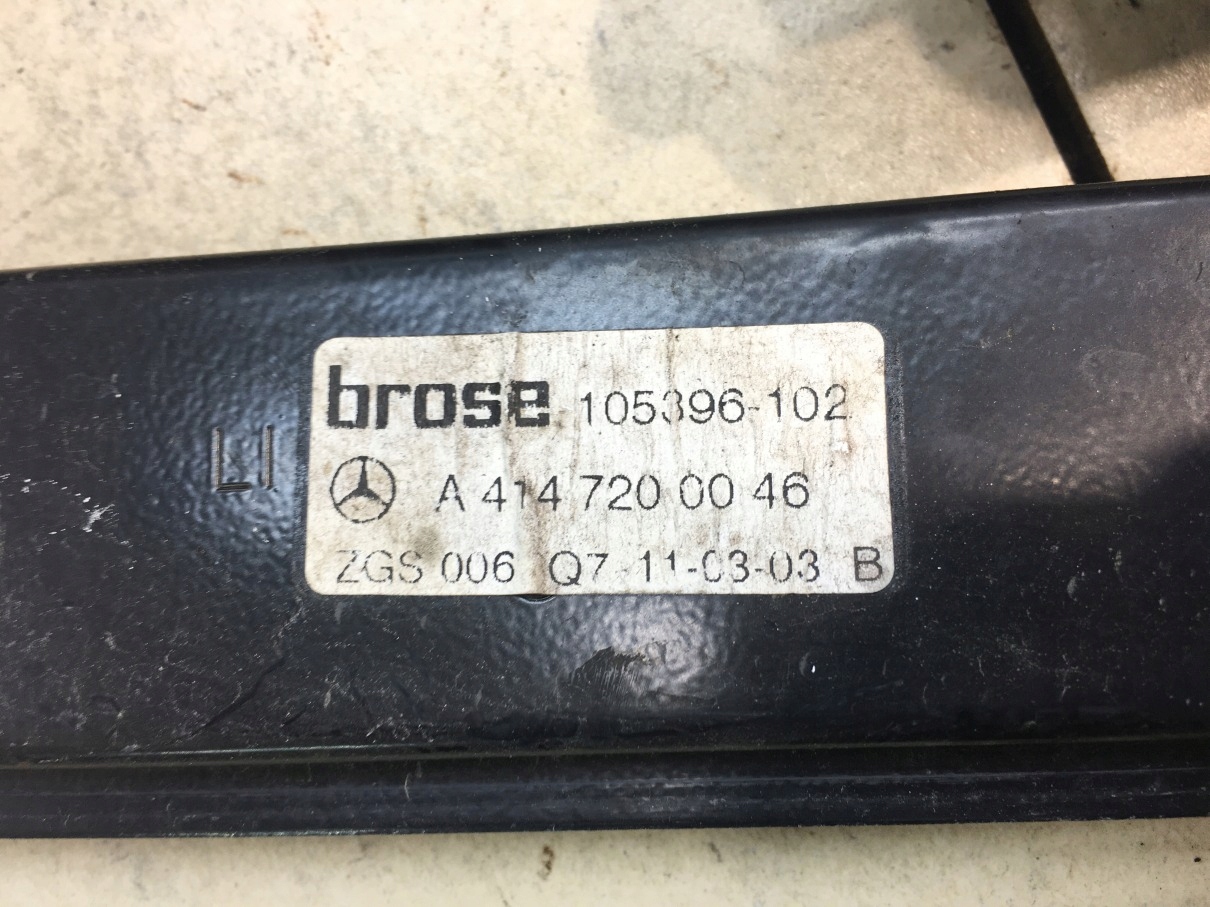 LI
brose 105396-102
A 414 720 00 46
ZGS 006 Q7-11-03-03 B